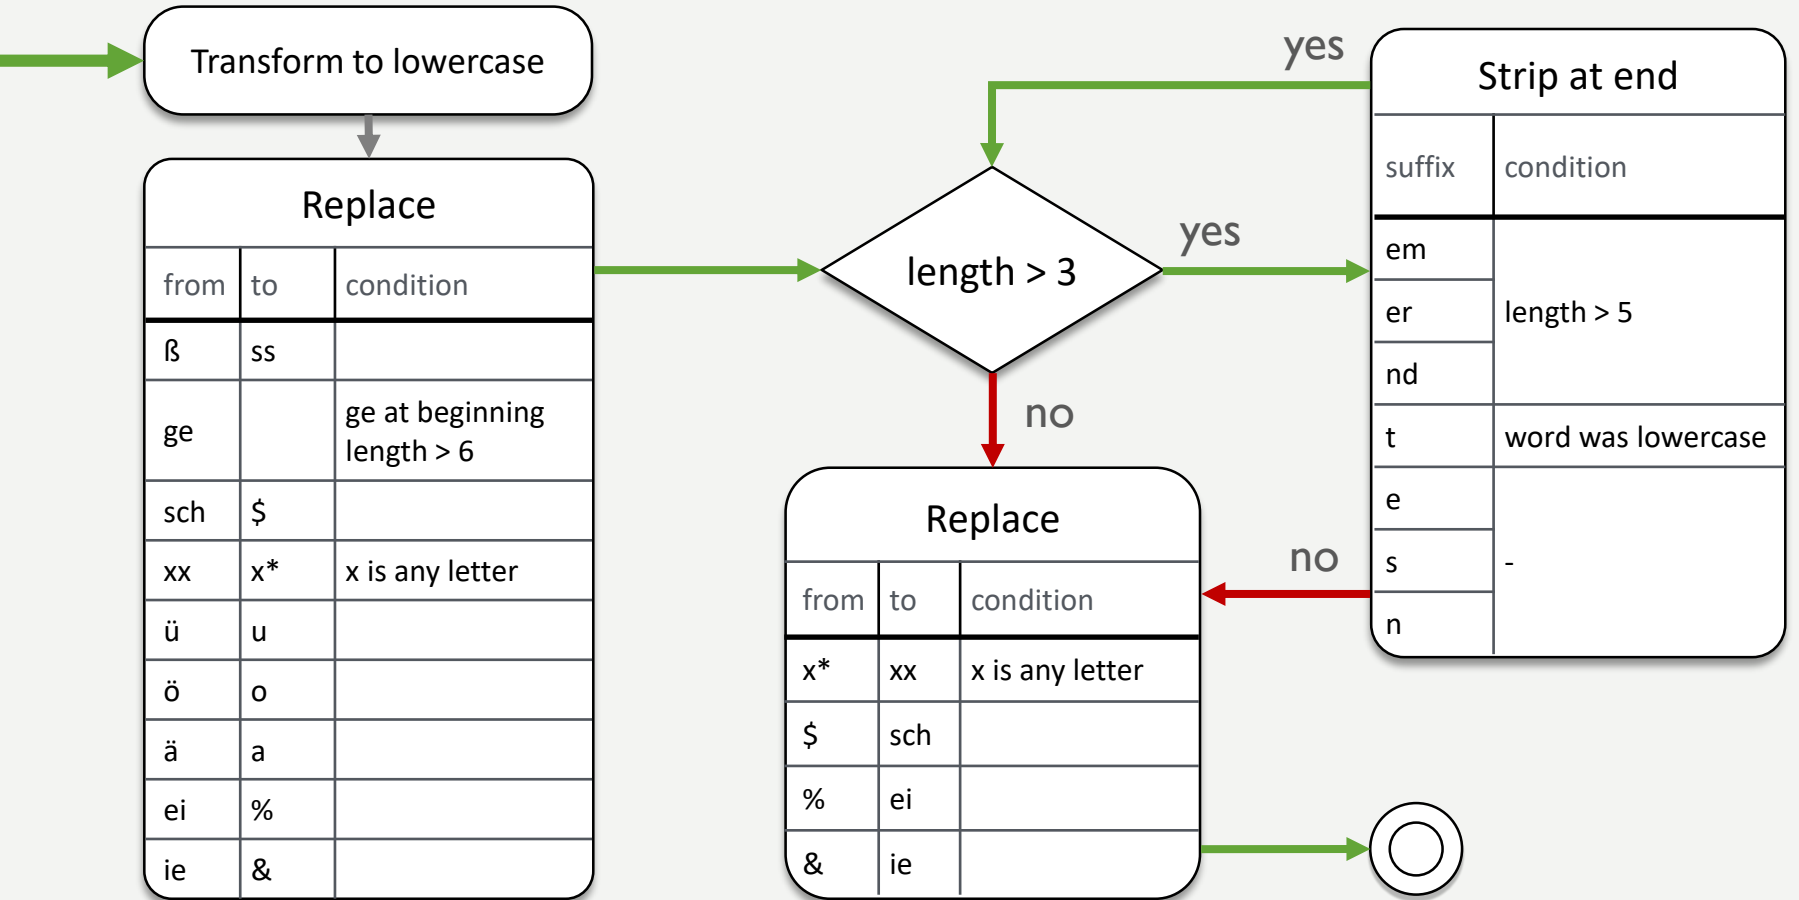 Transform to lowercase
Replace
from to condition
ß ss
ge ge at beginning
length > 6
sch $
xx x* x is any letter
ü u
ö o
ä a
ei %
ie &
yes
length > 3
yes
no
Replace
from to condition
x* xx x is any letter
$ sch
% ei
& ie
Strip at end
suffix condition
em
er length > 5
nd
t word was lowercase
e
s -
n
no